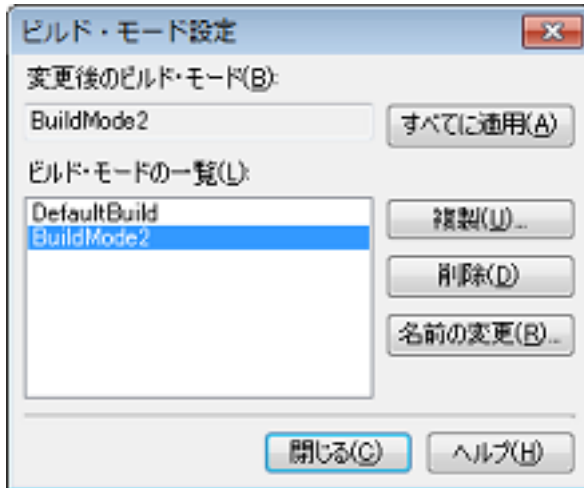 ビルド・モード設定
変更後のビルド・モード(B):
BuildMode2
すべてに適用(A)
ビルド・モードの一覧(L):
DefaultBuild
BuildMode2
複製(U)...
削除(D)
名前の変更(R)...
閉じる(C)
ヘルプ(H)